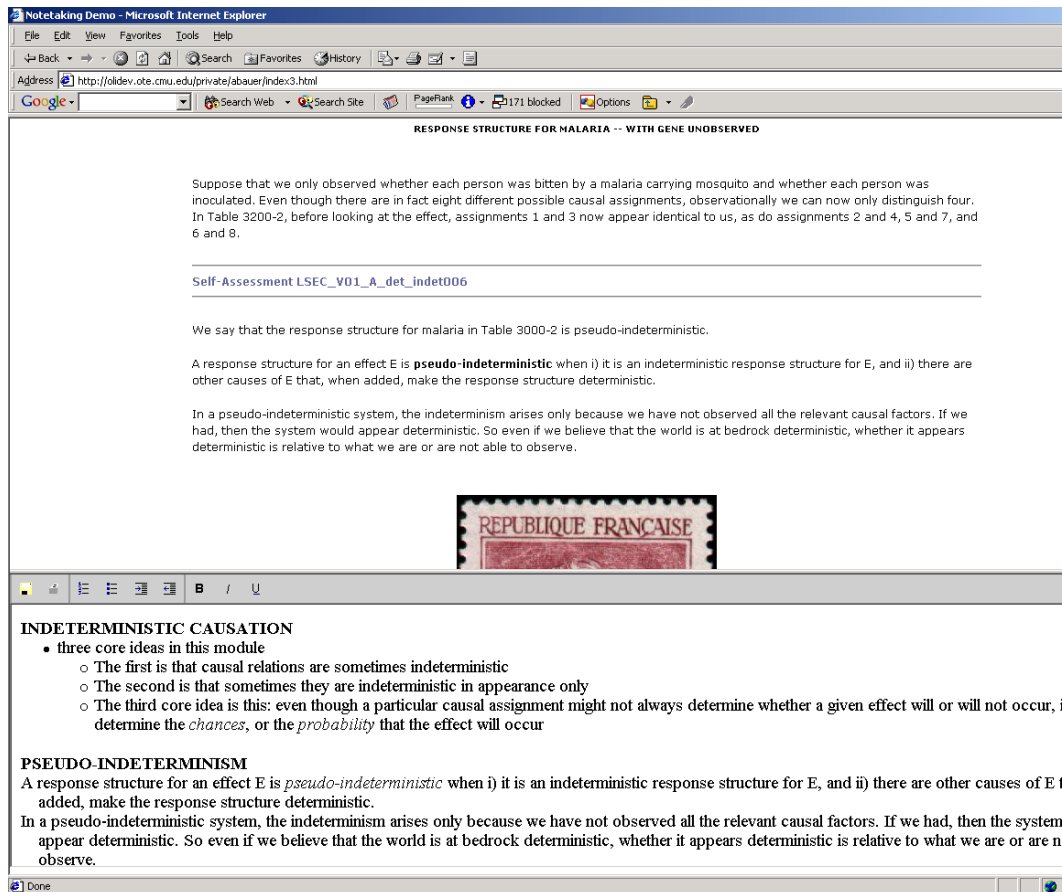 Notetaking Demo - Microsoft Internet Explorer
File Edit View Favorites Tools Help
Back Search Favorites History
Address http://olidev.ote.cmu.edu/private/abauer/index3.html
Google Search Web Search Site PageRank 171 blocked Options
RESPONSE STRUCTURE FOR MALARIA -- WITH GENE UNOBSERVED
Suppose that we only observed whether each person was bitten by a malaria carrying mosquito and whether each person was
inoculated. Even though there are in fact eight different possible causal assignments, observationally we can now only distinguish four.
In Table 3200-2, before looking at the effect, assignments 1 and 3 now appear identical to us, as do assignments 2 and 4, 5 and 7, and
6 and 8.
Self-Assessment LSEC_V01_A_det_indet006
We say that the response structure for malaria in Table 3000-2 is pseudo-indeterministic.
A response structure for an effect E is pseudo-indeterministic when i) it is an indeterministic response structure for E, and ii) there are
other causes of E that, when added, make the response structure deterministic.
In a pseudo-indeterministic system, the indeterminism arises only because we have not observed all the relevant causal factors. If we
had, then the system would appear deterministic. So even if we believe that the world is at bedrock deterministic, whether it appears
deterministic is relative to what we are or are not able to observe.
REPUBLIQUE FRANÇAISE
B I U
INDETERMINISTIC CAUSATION
• three core ideas in this module
○ The first is that causal relations are sometimes indeterministic
○ The second is that sometimes they are indeterministic in appearance only
○ The third core idea is this: even though a particular causal assignment might not always determine whether a given effect will or will not occur,
determine the chances, or the probability that the effect will occur
PSEUDO-INDETERMINISM
A response structure for an effect E is pseudo-indeterministic when i) it is an indeterministic response structure for E, and ii) there are other causes of E
added, make the response structure deterministic.
In a pseudo-indeterministic system, the indeterminism arises only because we have not observed all the relevant causal factors. If we had, then the system
appear deterministic. So even if we believe that the world is at bedrock deterministic, whether it appears deterministic is relative to what we are or are
observe.
Done